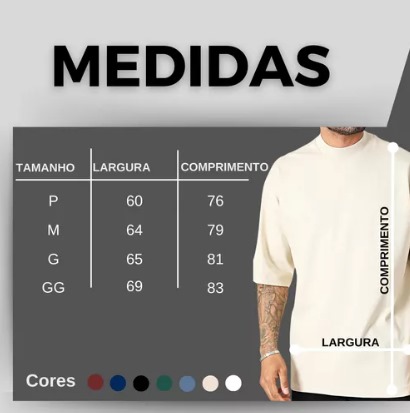 MEDIDAS
TAMANHO LARGURA COMPRIMENTO
P 60 76
M 64 79
G 65 81
GG 69 83
COMPRIMENTO
LARGURA
Cores